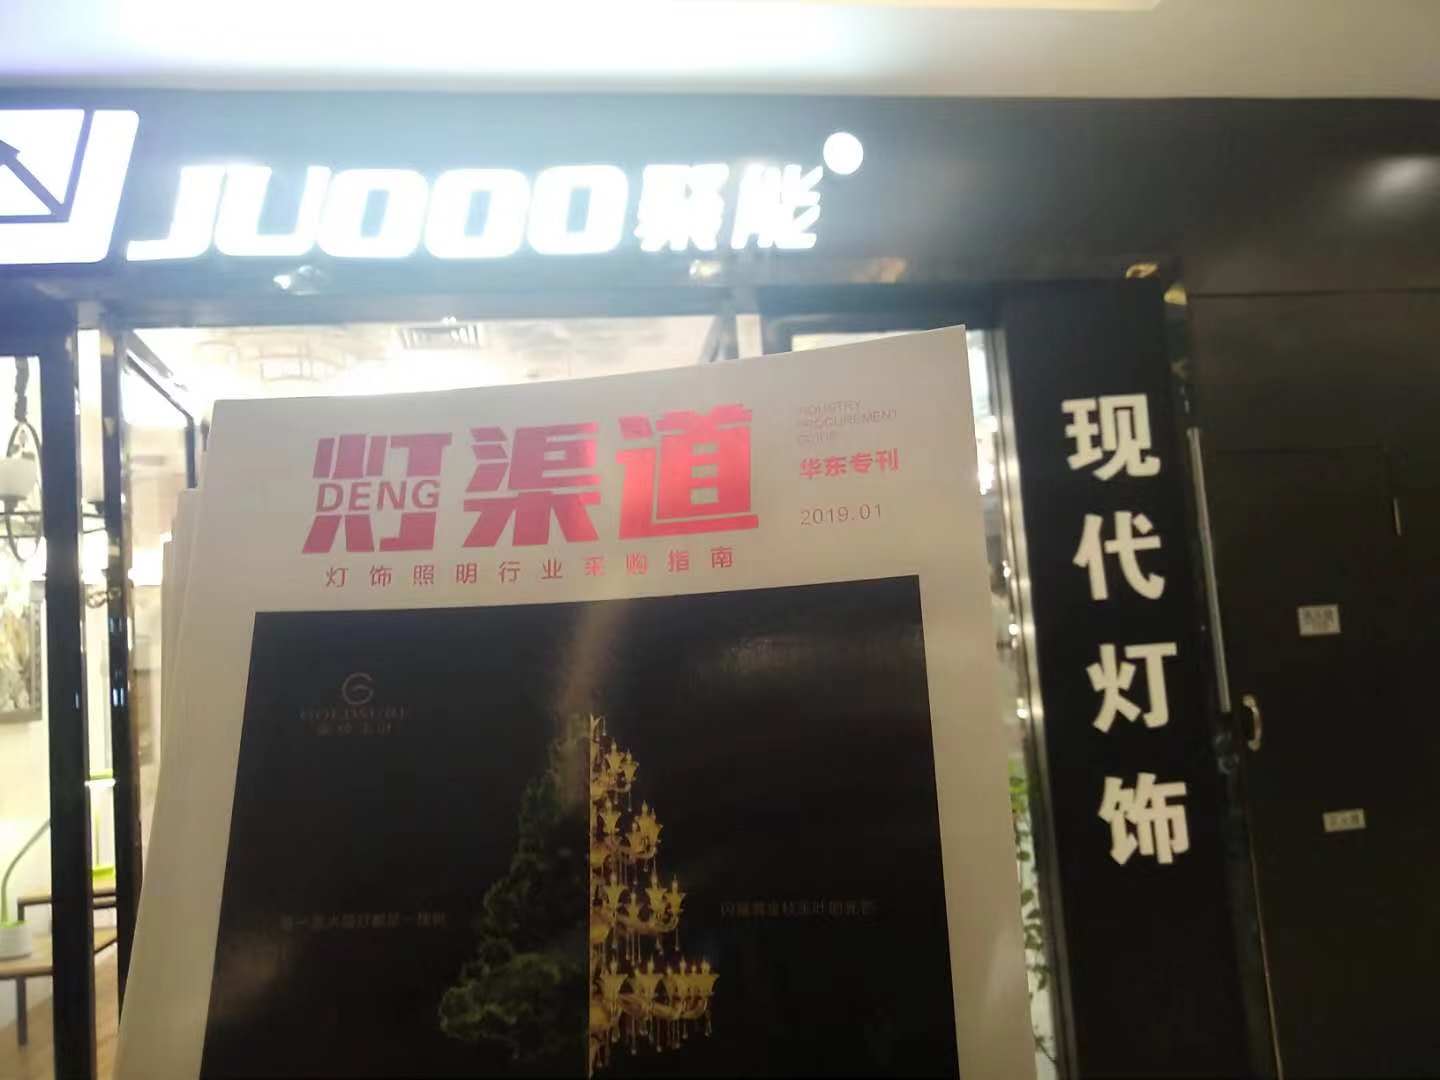 JUOOO聚能
灯渠道
DENG
灯饰照明行业采购指南
INDUSTRY
PROCUREMENT
GUIDE
华东专刊
2019.01
现代灯饰